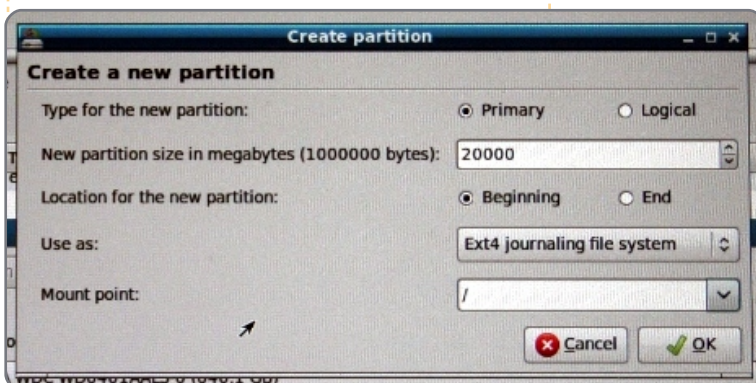 Create partition
Create a new partition
Type for the new partition: Primary Logical
New partition size in megabytes (1000000 bytes): 20000
Location for the new partition: Beginning End
Use as: Ext4 journaling file system
Mount point: /
Cancel OK